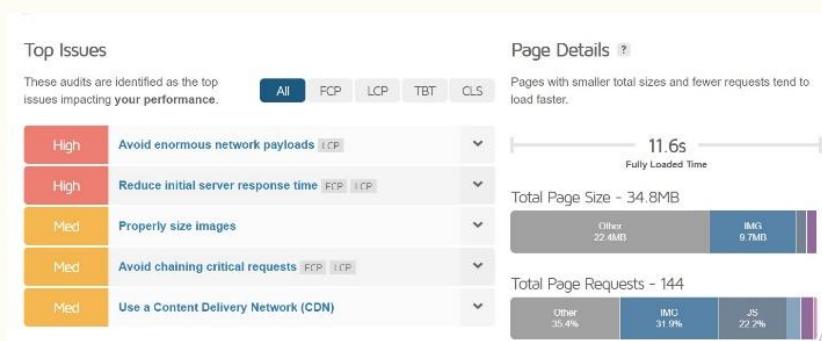 Top Issues
These audits are identified as the top
issues impacting your performance.
All FCP LCP TBT CLS
High Avoid enormous network payloads LCP
High Reduce initial server response time FCP LCP
Med Properly size images
Med Avoid chaining critical requests FCP LCP
Med Use a Content Delivery Network (CDN)
Page Details ?
Pages with smaller total sizes and fewer requests tend to
load faster.
11.6s
Fully Loaded Time
Total Page Size - 34.8MB
Other IMG
22.4MB 9.7MB
Total Page Requests - 144
Other IMG JS
35.4% 31.9% 22.2%